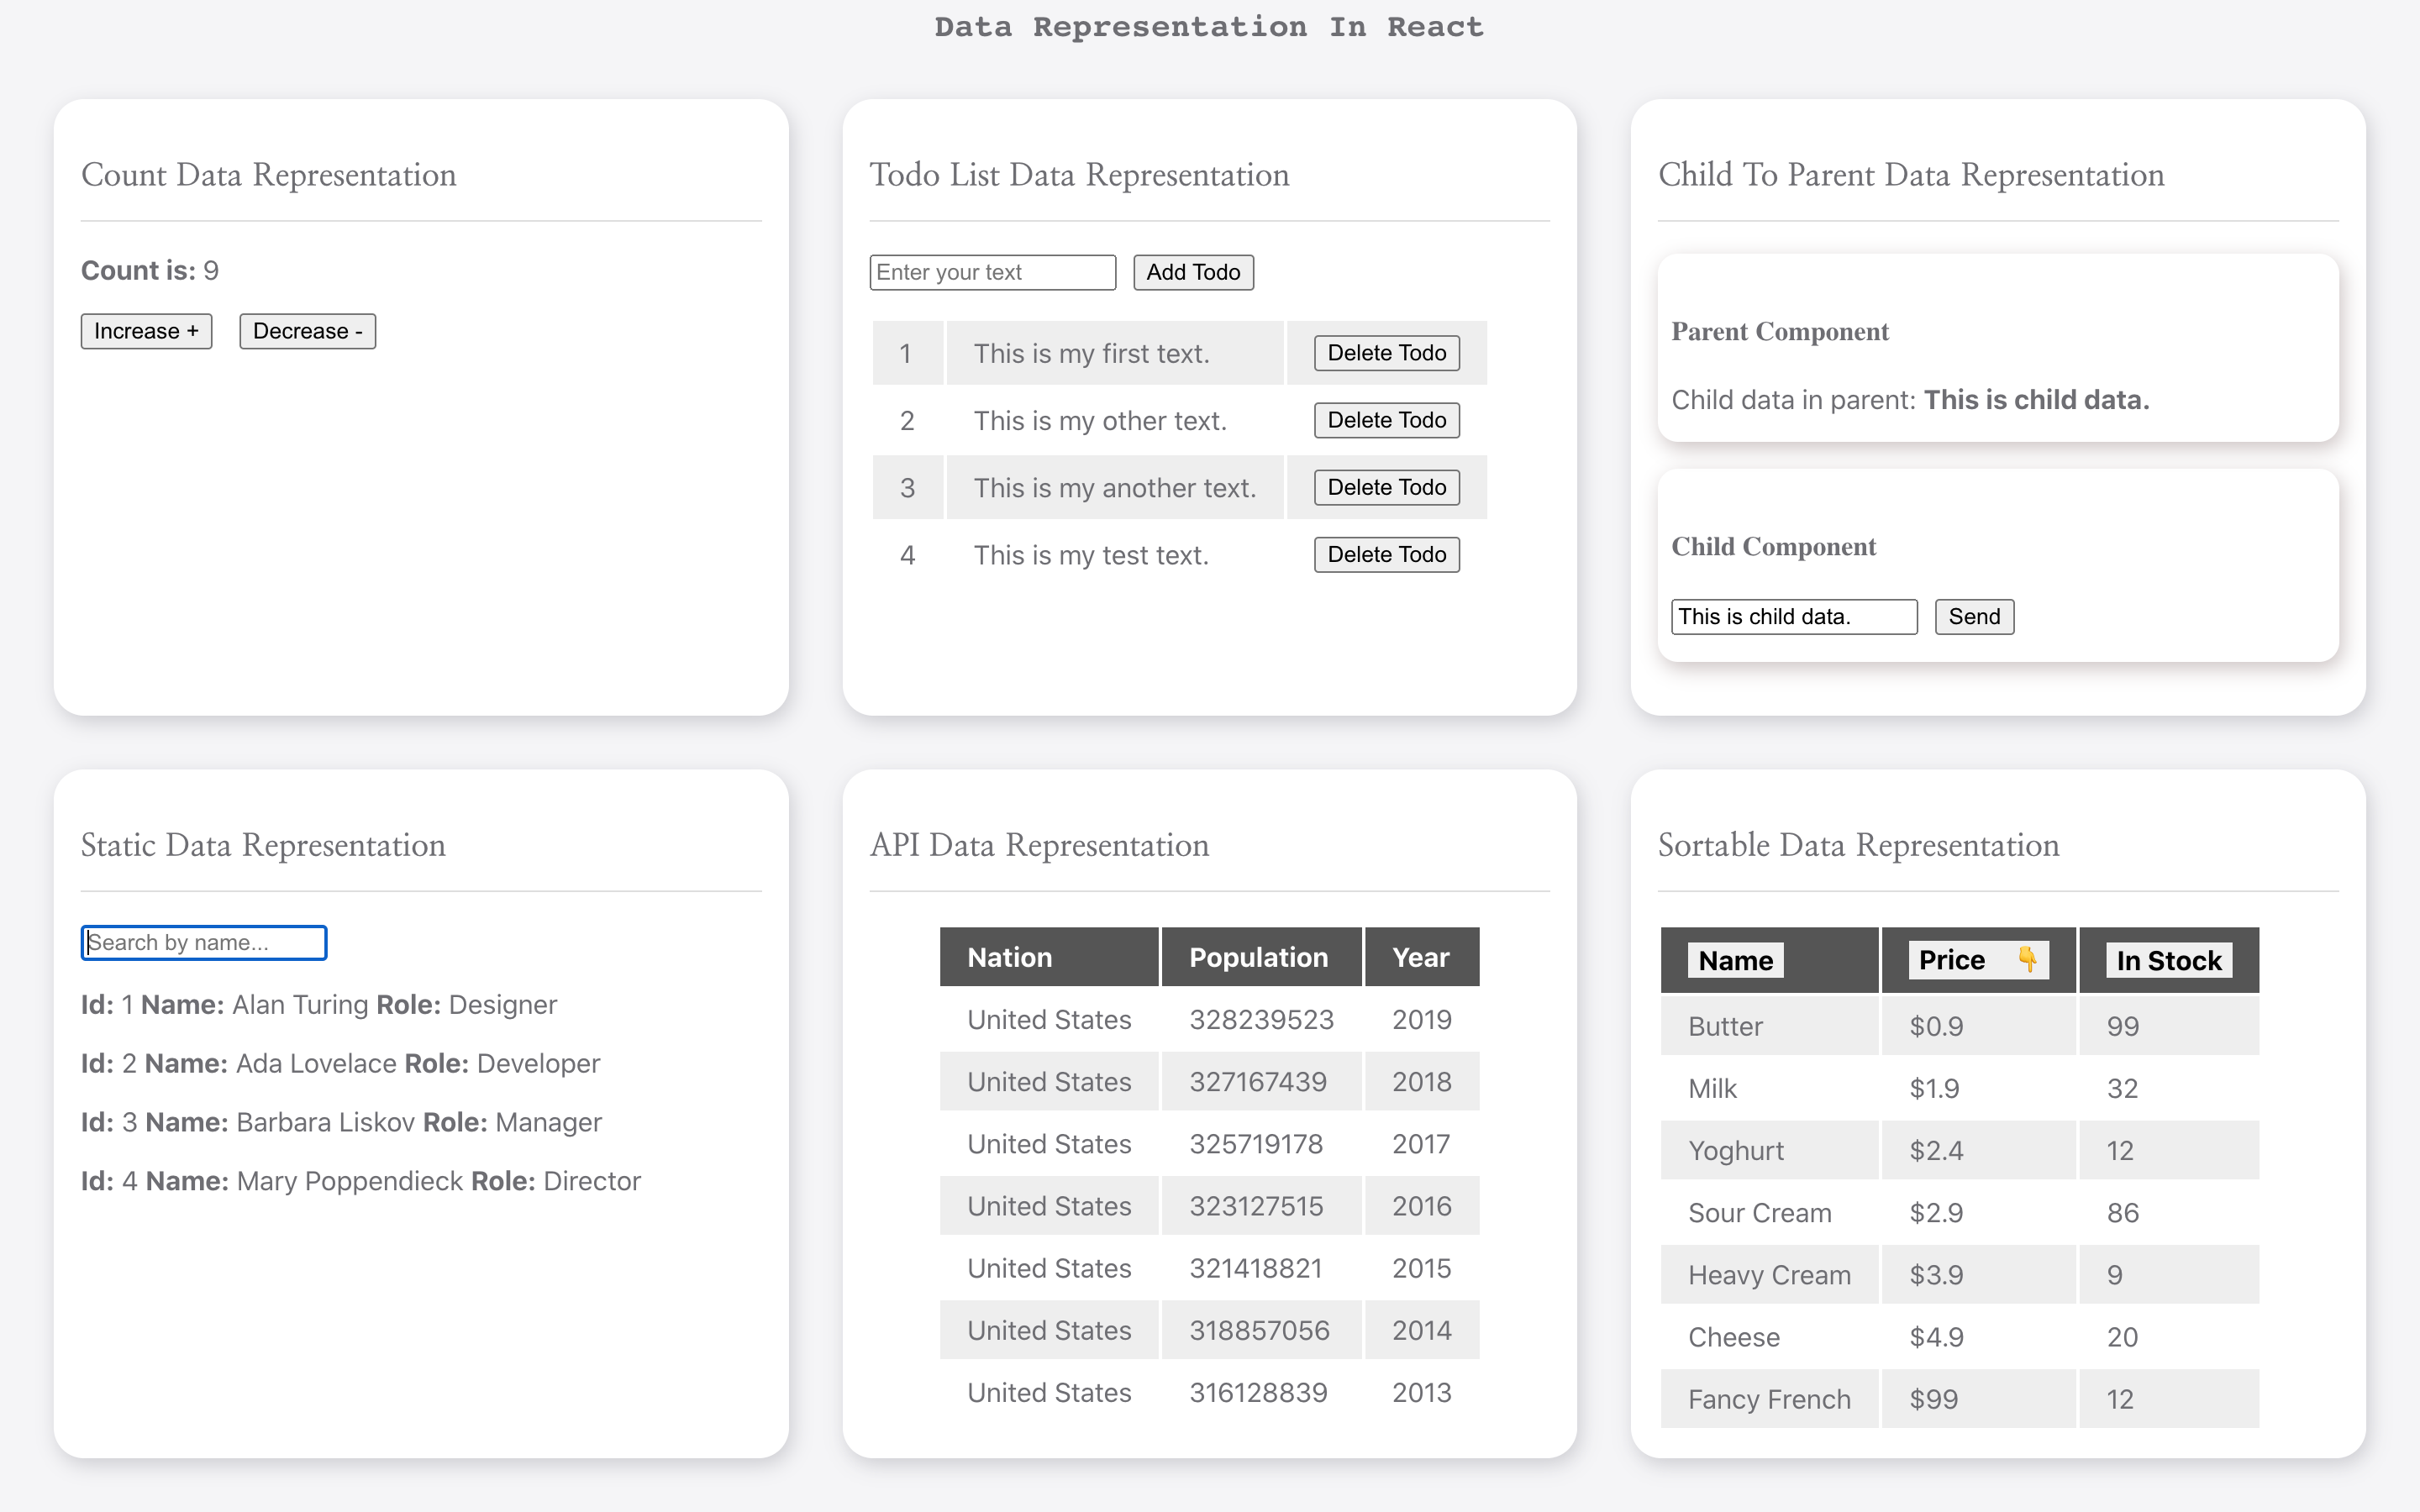 Data Representation In React
Count Data Representation
Count is: 9
Increase + Decrease -
Todo List Data Representation
Enter your text Add Todo
1 This is my first text. Delete Todo
2 This is my other text. Delete Todo
3 This is my another text. Delete Todo
4 This is my test text. Delete Todo
Child To Parent Data Representation
Parent Component
Child data in parent: This is child data.
Child Component
This is child data. Send
Static Data Representation
Search by name...
Id: 1 Name: Alan Turing Role: Designer
Id: 2 Name: Ada Lovelace Role: Developer
Id: 3 Name: Barbara Liskov Role: Manager
Id: 4 Name: Mary Poppendieck Role: Director
API Data Representation
Nation Population Year
United States 328239523 2019
United States 327167439 2018
United States 325719178 2017
United States 323127515 2016
United States 321418821 2015
United States 318857056 2014
United States 316128839 2013
Sortable Data Representation
Name Price 👇 In Stock
Butter $0.9 99
Milk $1.9 32
Yoghurt $2.4 12
Sour Cream $2.9 86
Heavy Cream $3.9 9
Cheese $4.9 20
Fancy French $99 12